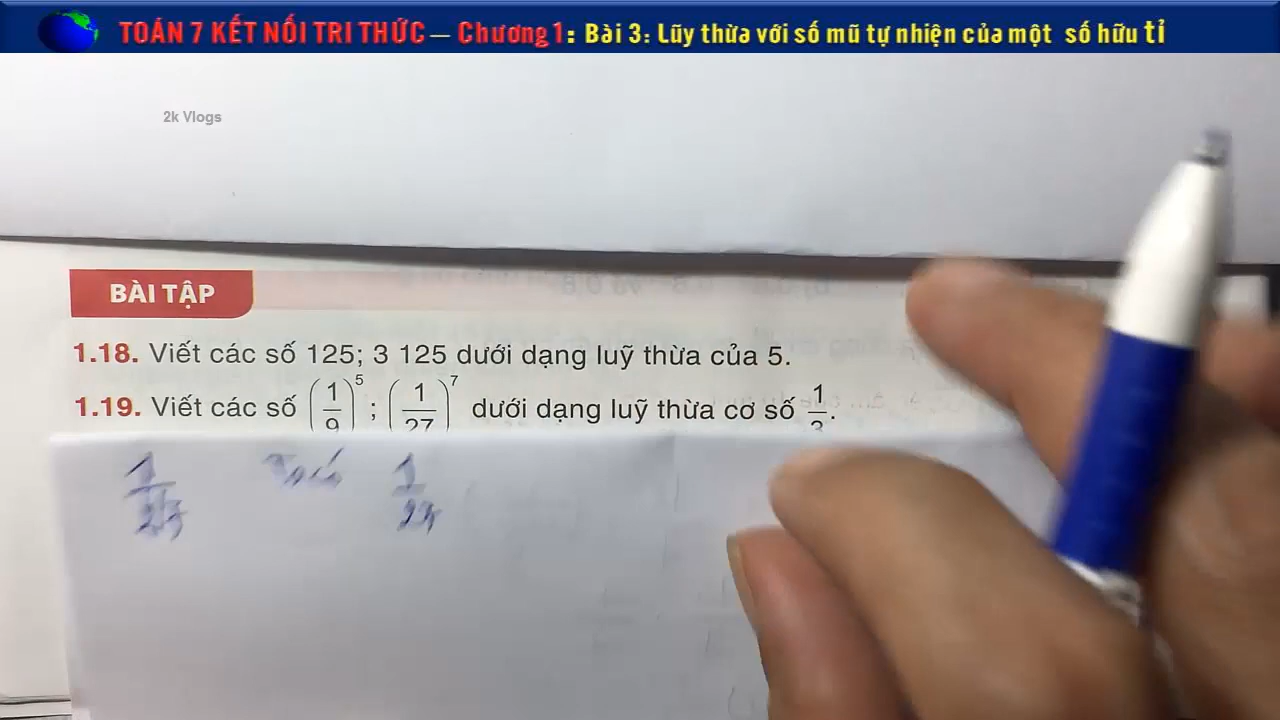 TOÁN 7 KẾT NỐI TRI THỨC — Chương 1: Bài 3: Lũy thừa với số mũ tự nhiện của một số hữu tỉ
2k Vlogs
BÀI TẬP
1.18. Viết các số 125; 3 125 dưới dạng luỹ thừa của 5.
1.19. Viết các số (1/9)^5; (1/27)^7 dưới dạng luỹ thừa cơ số 1/3.